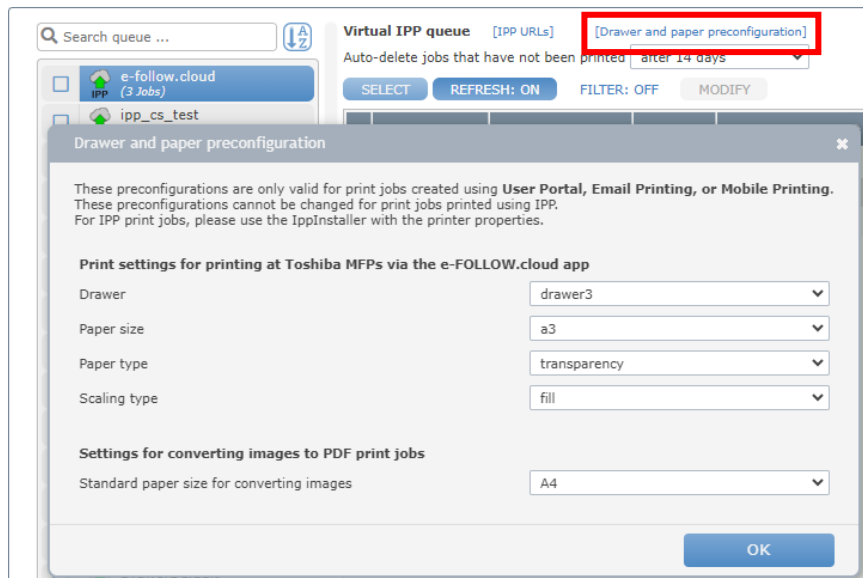 Search queue ...
A
Z
Virtual IPP queue [IPP URLs] [Drawer and paper preconfiguration]
Auto-delete jobs that have not been printed after 14 days
e-follow.cloud
(3 Jobs)
IPP
SELECT REFRESH: ON FILTER: OFF MODIFY
ipp_cs_test
Drawer and paper preconfiguration
These preconfigurations are only valid for print jobs created using User Portal, Email Printing, or Mobile Printing.
These preconfigurations cannot be changed for print jobs printed using IPP.
For IPP print jobs, please use the IppInstaller with the printer properties.
Print settings for printing at Toshiba MFPs via the e-FOLLOW.cloud app
Drawer drawer3
Paper size a3
Paper type transparency
Scaling type fill
Settings for converting images to PDF print jobs
Standard paper size for converting images A4
OK